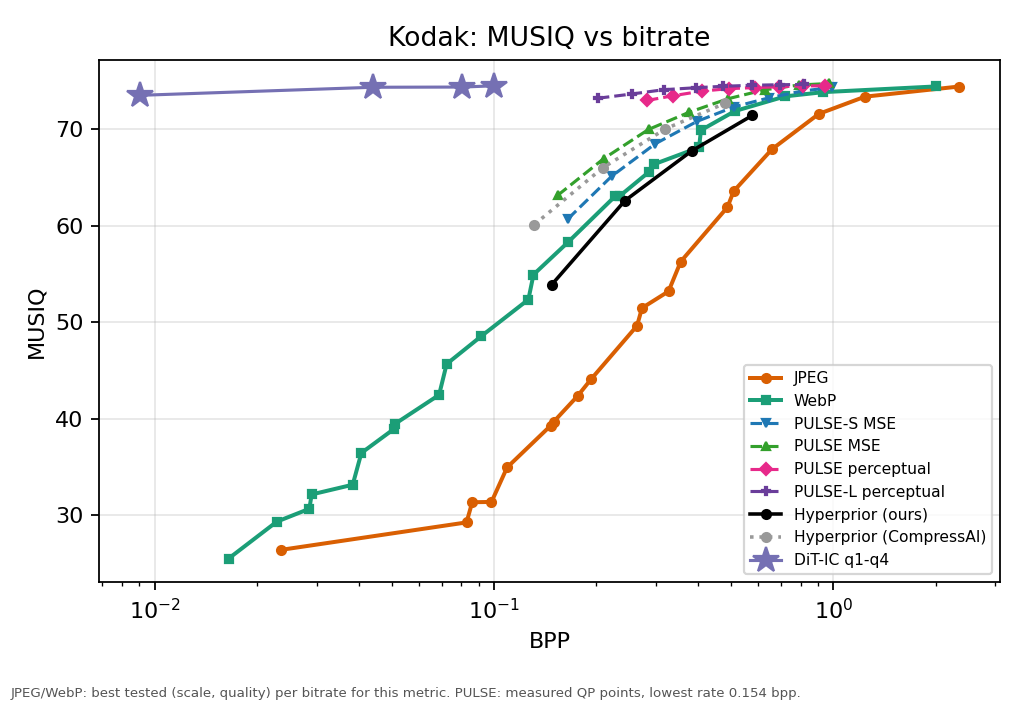 Kodak: MUSIQ vs bitrate
MUSIQ
70
60
50
40
30
10⁻²
10⁻¹
10⁰
BPP
JPEG
WebP
PULSE-S MSE
PULSE MSE
PULSE perceptual
PULSE-L perceptual
Hyperprior (ours)
Hyperprior (CompressAI)
DiT-IC q1-q4
JPEG/WebP: best tested (scale, quality) per bitrate for this metric. PULSE: measured QP points, lowest rate 0.154 bpp.